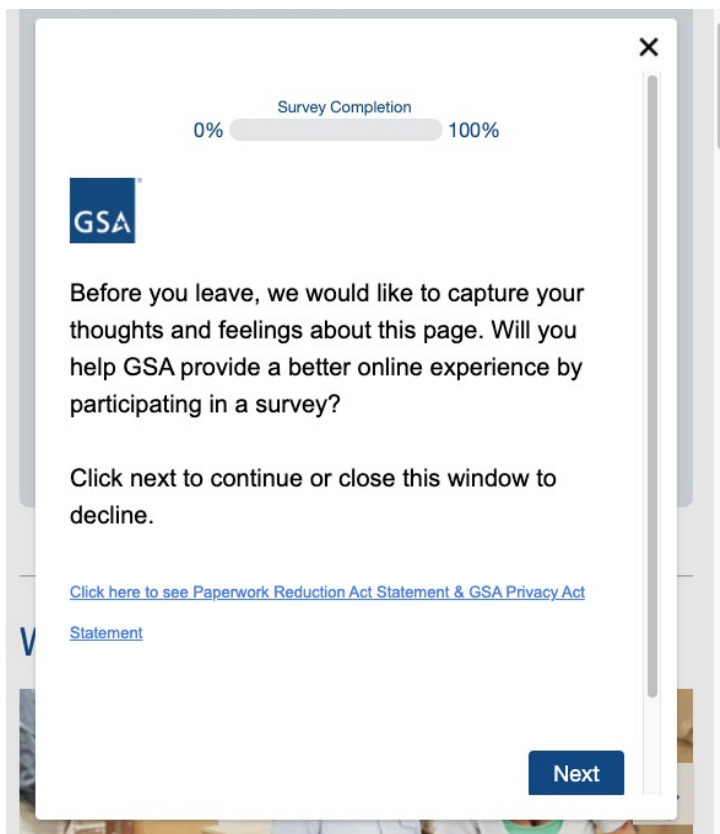 Survey Completion
0% 100%
GSA
Before you leave, we would like to capture your
thoughts and feelings about this page. Will you
help GSA provide a better online experience by
participating in a survey?
Click next to continue or close this window to
decline.
Click here to see Paperwork Reduction Act Statement & GSA Privacy Act
Statement
Next